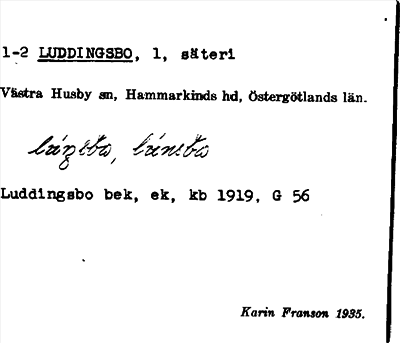 1-2 LUDDINGSBO, 1, säteri
Västra Husby sn, Hammarkinds hd, Östergötlands län.
Luddingsbo bek, ek, kb 1919, G 56
Karin Franson 1935.